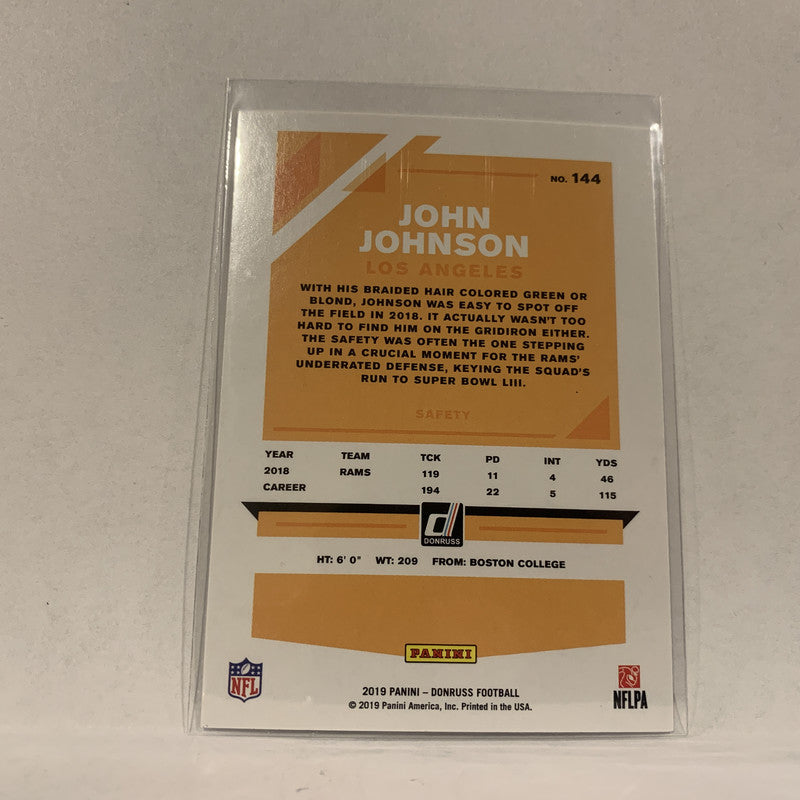 NO. 144
JOHN
JOHNSON
LOS ANGELES
WITH HIS BRAIDED HAIR COLORED GREEN OR
BLOND, JOHNSON WAS EASY TO SPOT OFF
THE FIELD IN 2018. IT ACTUALLY WASN'T TOO
HARD TO FIND HIM ON THE GRIDIRON EITHER.
THE SAFETY WAS OFTEN THE ONE STEPPING
UP IN A CRUCIAL MOMENT FOR THE RAMS'
UNDERRATED DEFENSE, KEYING THE SQUAD'S
RUN TO SUPER BOWL LIII.
SAFETY
YEAR TEAM TCK PD INT YDS
2018 RAMS 119 11 4 46
CAREER 194 22 5 115
d
DONRUSS
HT: 6' 0" WT: 209 FROM: BOSTON COLLEGE
PANINI
NFL
2019 PANINI – DONRUSS FOOTBALL
© 2019 Panini America, Inc. Printed in the USA.
NFLPA